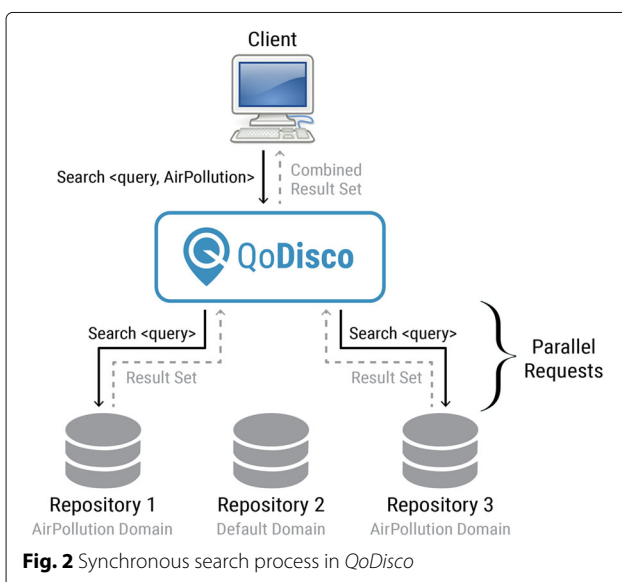 Client
Search <query, AirPollution>
Combined
Result Set
QoDisco
Search <query>
Search <query>
Result Set
Result Set
Parallel
Requests
Repository 1
AirPollution Domain
Repository 2
Default Domain
Repository 3
AirPollution Domain
Fig. 2 Synchronous search process in QoDisco